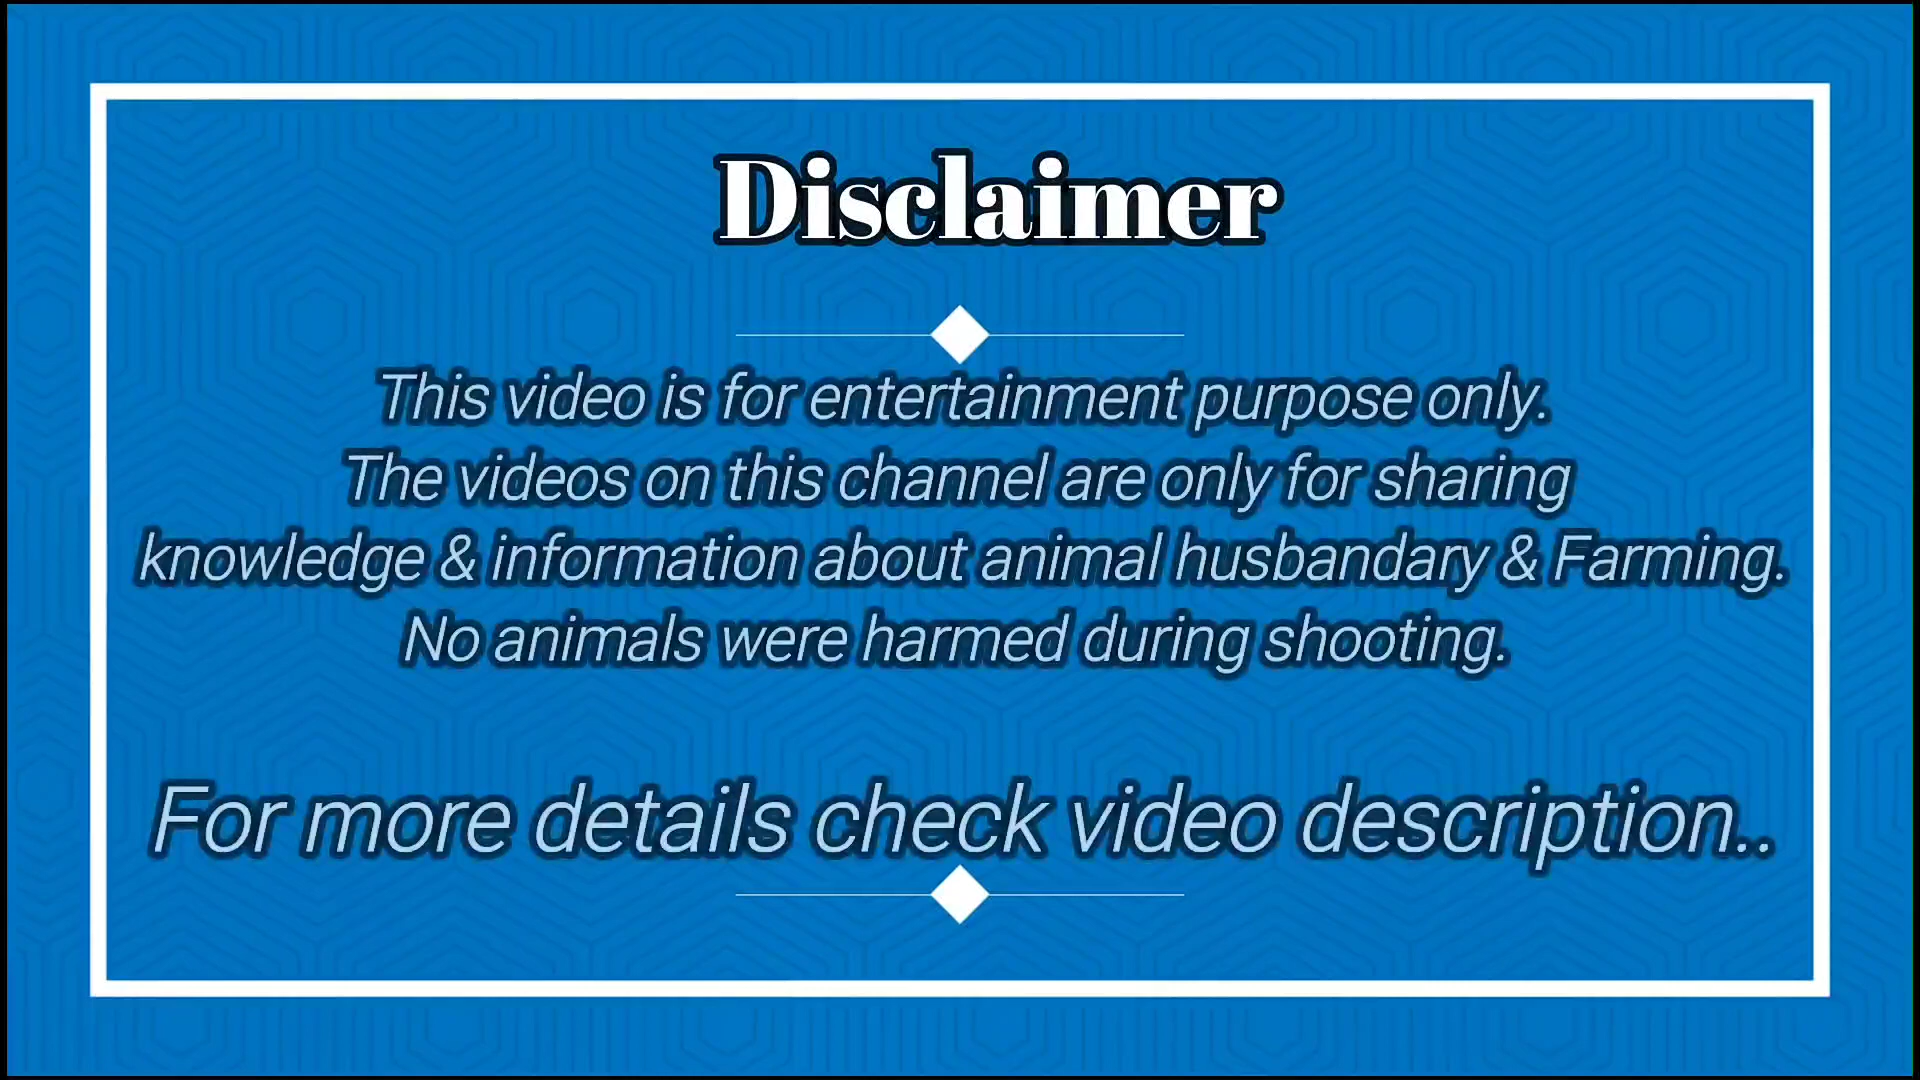 Disclaimer
This video is for entertainment purpose only.
The videos on this channel are only for sharing
knowledge & information about animal husbandary & Farming.
No animals were harmed during shooting.
For more details check video description..